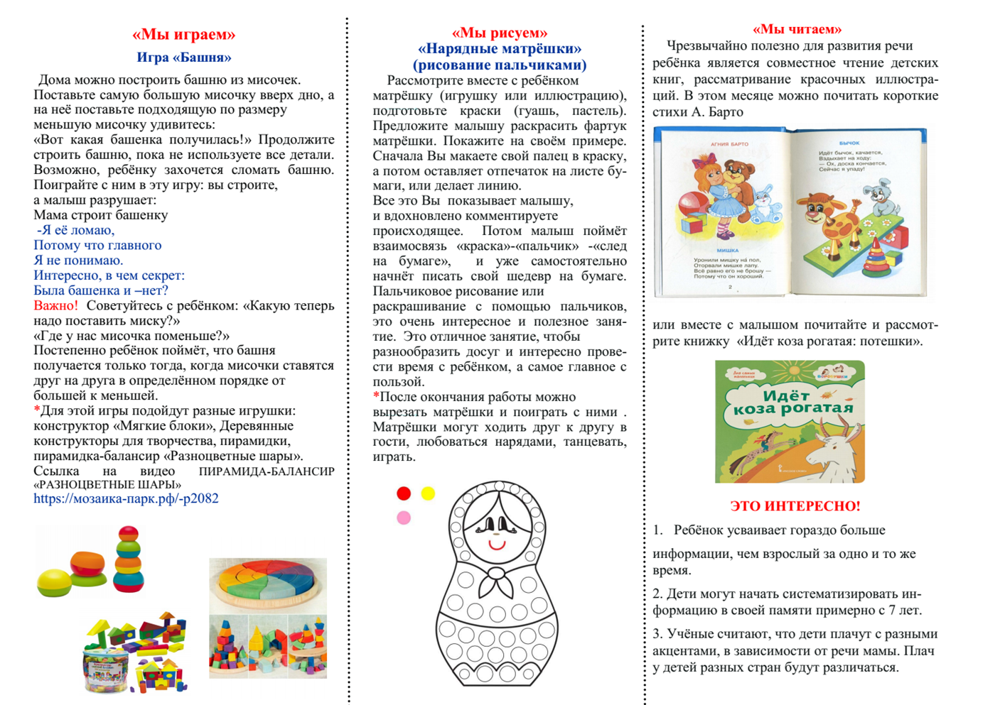 «Мы играем»
Игра «Башня»
Дома можно построить башню из мисочек.
Поставьте самую большую мисочку вверх дно, а
на неё поставьте подходящую по размеру
меньшую мисочку удивитесь:
«Вот какая башенка получилась!» Продолжите
строить башню, пока не используете все детали.
Возможно, ребёнку захочется сломать башню.
Поиграйте с ним в эту игру: вы строите,
а малыш разрушает:
Мама строит башенку
-Я её ломаю,
Потому что главного
Я не понимаю.
Интересно, в чем секрет:
Была башенка и –нет?
Важно! Советуйтесь с ребёнком: «Какую теперь
надо поставить миску?»
«Где у нас мисочка поменьше?»
Постепенно ребёнок поймёт, что башня
получается только тогда, когда мисочки ставятся
друг на друга в определённом порядке от
большей к меньшей.
*Для этой игры подойдут разные игрушки:
конструктор «Мягкие блоки», Деревянные
конструкторы для творчества, пирамидки,
пирамидка-балансир «Разноцветные шары».
Ссылка на видео ПИРАМИДА-БАЛАНСИР
«РАЗНОЦВЕТНЫЕ ШАРЫ»
https://мозаика-парк.рф/-p2082
«Мы рисуем»
«Нарядные матрёшки»
(рисование пальчиками)
Рассмотрите вместе с ребёнком
матрёшку (игрушку или иллюстрацию),
подготовьте краски (гуашь, пастель).
Предложите малышу раскрасить фартук
матрёшки. Покажите на своём примере.
Сначала Вы макаете свой палец в краску,
а потом оставляет отпечаток на листе бу-
маги, или делает линию.
Все это Вы показывает малышу,
и вдохновлено комментируете
происходящее. Потом малыш поймёт
взаимосвязь «краска»-«пальчик» -«след
на бумаге», и уже самостоятельно
начнёт писать свой шедевр на бумаге.
Пальчиковое рисование или
раскрашивание с помощью пальчиков,
это очень интересное и полезное заня-
тие. Это отличное занятие, чтобы
разнообразить досуг и интересно прове-
сти время с ребёнком, а самое главное с
пользой.
*После окончания работы можно
вырезать матрёшки и поиграть с ними .
Матрёшки могут ходить друг к другу в
гости, любоваться нарядами, танцевать,
играть.
«Мы читаем»
Чрезвычайно полезно для развития речи
ребёнка является совместное чтение детских
книг, рассматривание красочных иллюстра-
ций. В этом месяце можно почитать короткие
стихи А. Барто
АГНИЯ БАРТО
МИШКА
Уронили мишку на́ пол,
Оторвали мишке лапу.
Всё равно его не брошу —
Потому что он хороший.
2
БЫЧОК
Идёт бычок, качается,
Вздыхает на ходу:
— Ох, доска кончается,
Сейчас я упаду!
или вместе с малышом почитайте и рассмот-
рите книжку «Идёт коза рогатая: потешки».
Идёт
коза рогатая
ЭТО ИНТЕРЕСНО!
1. Ребёнок усваивает гораздо больше
информации, чем взрослый за одно и то же
время.
2. Дети могут начать систематизировать ин-
формацию в своей памяти примерно с 7 лет.
3. Учёные считают, что дети плачут с разными
акцентами, в зависимости от речи мамы. Плач
у детей разных стран будут различаться.